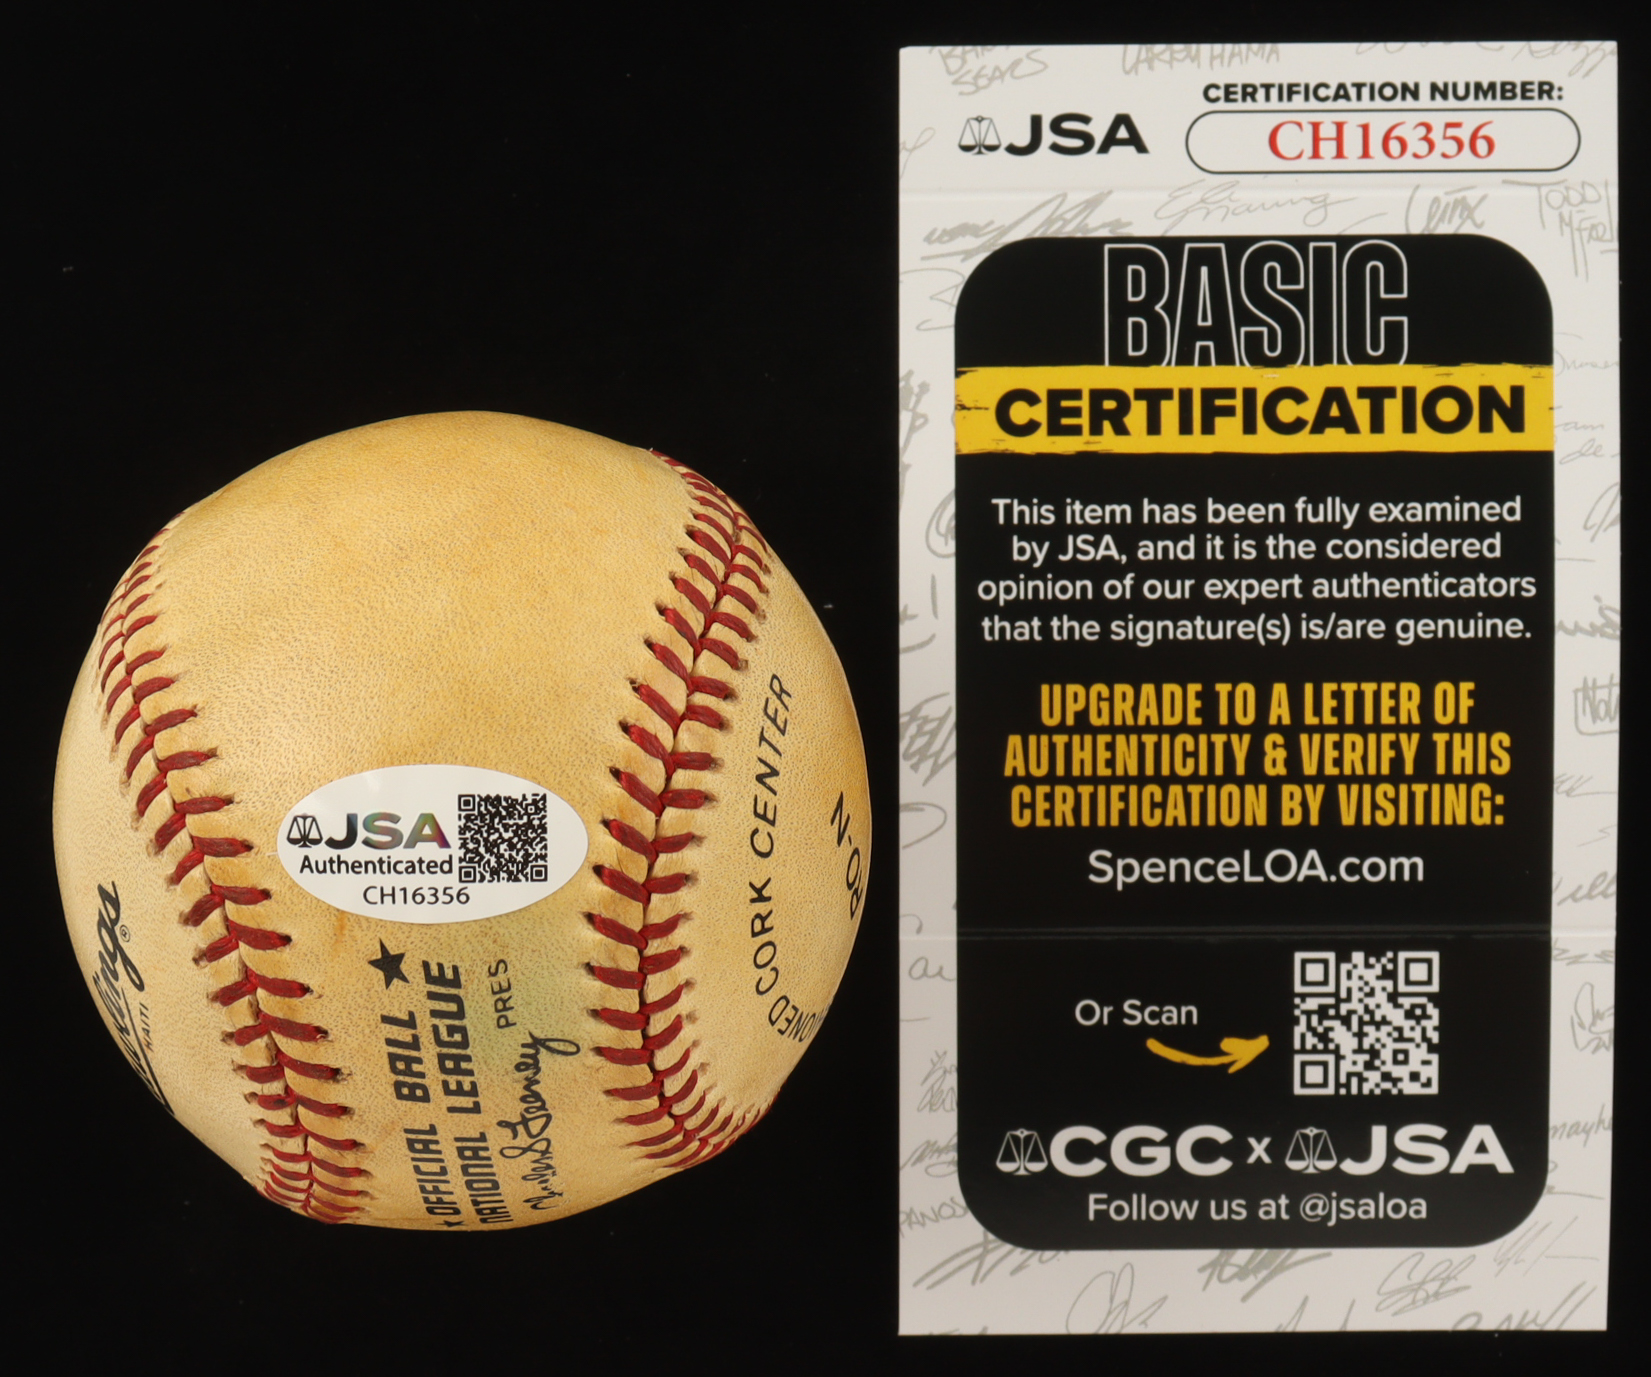 JSA
Authenticated
CH16356
Rawlings®
HAITI
★ OFFICIAL BALL ★
NATIONAL LEAGUE
Charles S Feeney PRES
CORK CENTER
RO-N
JSA
CERTIFICATION NUMBER:
CH16356
BASIC
CERTIFICATION
This item has been fully examined
by JSA, and it is the considered
opinion of our expert authenticators
that the signature(s) is/are genuine.
UPGRADE TO A LETTER OF
AUTHENTICITY & VERIFY THIS
CERTIFICATION BY VISITING:
SpenceLOA.com
Or Scan
CGC x JSA
Follow us at @jsaloa